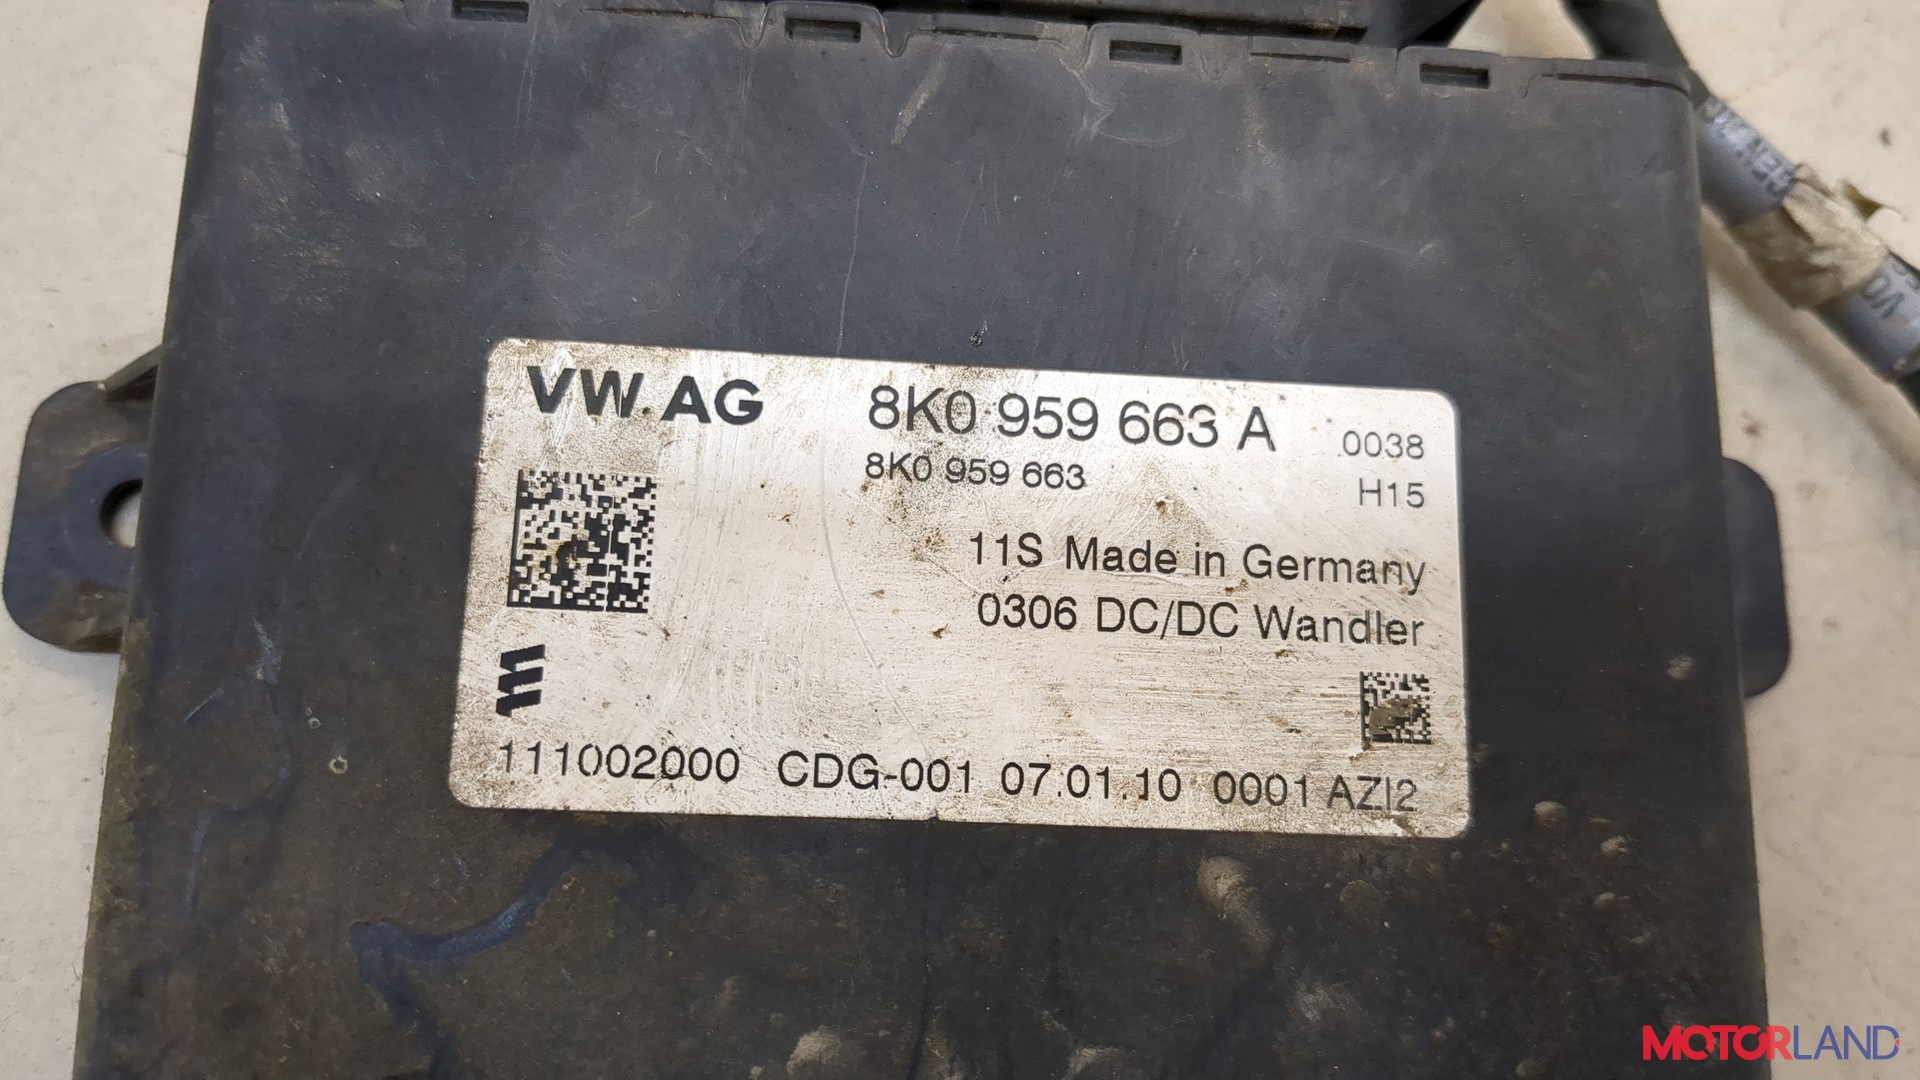 VW AG 8K0 959 663 A 0038
8K0 959 663 H15
11S Made in Germany
0306 DC/DC Wandler
111002000 CDG-001 07.01.10 0001 AZI2
MOTORLAND